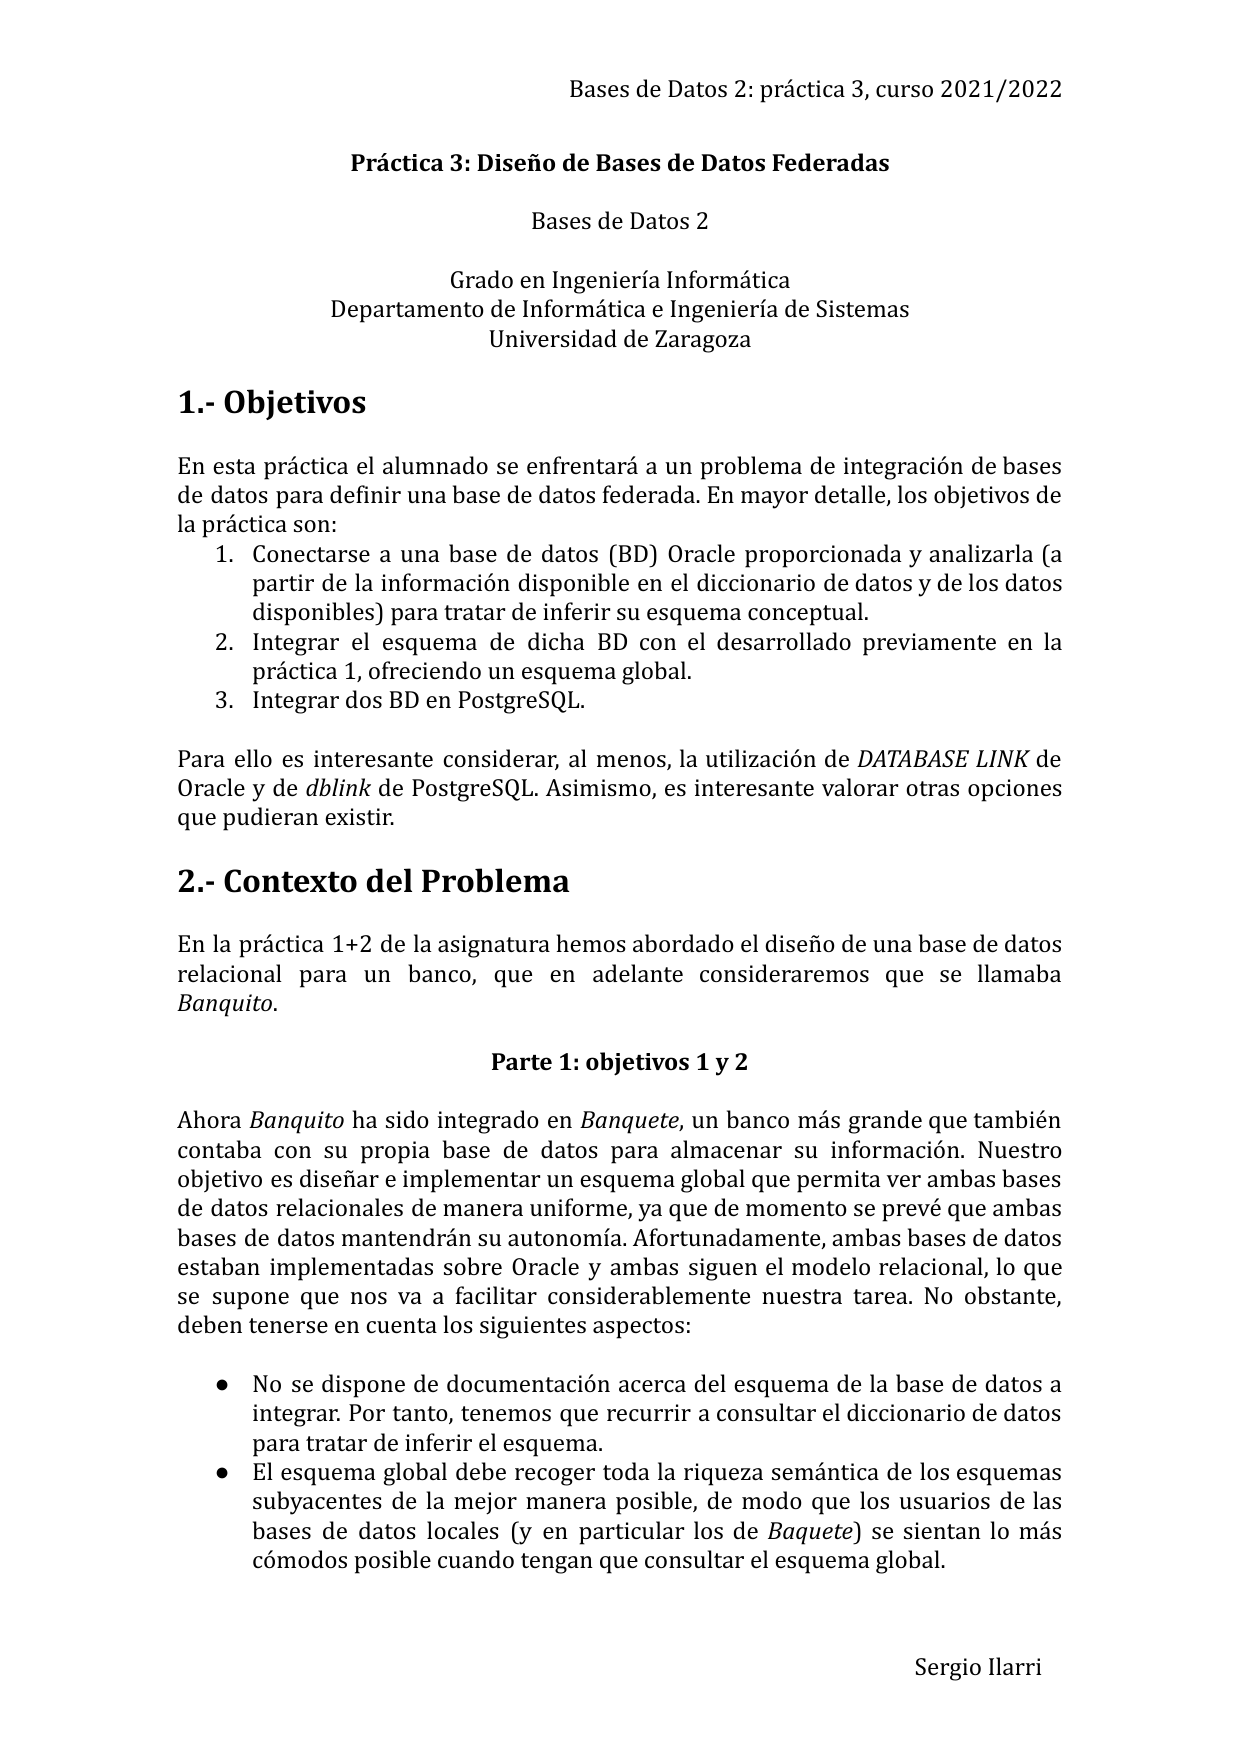 Bases de Datos 2: práctica 3, curso 2021/2022
Práctica 3: Diseño de Bases de Datos Federadas
Bases de Datos 2
Grado en Ingeniería Informática
Departamento de Informática e Ingeniería de Sistemas
Universidad de Zaragoza
1.- Objetivos
En esta práctica el alumnado se enfrentará a un problema de integración de bases
de datos para definir una base de datos federada. En mayor detalle, los objetivos de
la práctica son:
1. Conectarse a una base de datos (BD) Oracle proporcionada y analizarla (a
partir de la información disponible en el diccionario de datos y de los datos
disponibles) para tratar de inferir su esquema conceptual.
2. Integrar el esquema de dicha BD con el desarrollado previamente en la
práctica 1, ofreciendo un esquema global.
3. Integrar dos BD en PostgreSQL.
Para ello es interesante considerar, al menos, la utilización de DATABASE LINK de
Oracle y de dblink de PostgreSQL. Asimismo, es interesante valorar otras opciones
que pudieran existir.
2.- Contexto del Problema
En la práctica 1+2 de la asignatura hemos abordado el diseño de una base de datos
relacional para un banco, que en adelante consideraremos que se llamaba
Banquito.
Parte 1: objetivos 1 y 2
Ahora Banquito ha sido integrado en Banquete, un banco más grande que también
contaba con su propia base de datos para almacenar su información. Nuestro
objetivo es diseñar e implementar un esquema global que permita ver ambas bases
de datos relacionales de manera uniforme, ya que de momento se prevé que ambas
bases de datos mantendrán su autonomía. Afortunadamente, ambas bases de datos
estaban implementadas sobre Oracle y ambas siguen el modelo relacional, lo que
se supone que nos va a facilitar considerablemente nuestra tarea. No obstante,
deben tenerse en cuenta los siguientes aspectos:
● No se dispone de documentación acerca del esquema de la base de datos a
integrar. Por tanto, tenemos que recurrir a consultar el diccionario de datos
para tratar de inferir el esquema.
● El esquema global debe recoger toda la riqueza semántica de los esquemas
subyacentes de la mejor manera posible, de modo que los usuarios de las
bases de datos locales (y en particular los de Baquete) se sientan lo más
cómodos posible cuando tengan que consultar el esquema global.
Sergio Ilarri